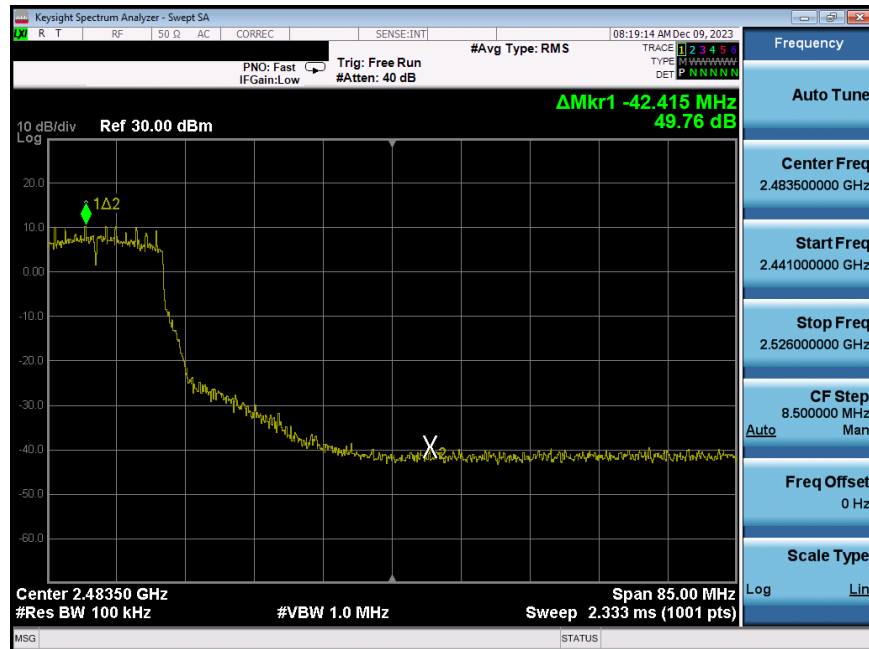 Keysight Spectrum Analyzer - Swept SA
LXI R T RF 50 Ω AC CORREC SENSE:INT 08:19:14 AM Dec 09, 2023
#Avg Type: RMS
TRACE 1 2 3 4 5 6
TYPE M WWWWW
DET P N N N N N
PNO: Fast
IFGain:Low
Trig: Free Run
#Atten: 40 dB
ΔMkr1 -42.415 MHz
49.76 dB
10 dB/div
Log
Ref 30.00 dBm
20.0
10.0
0.00
-10.0
-20.0
-30.0
-40.0
-50.0
-60.0
1Δ2
X2
Center 2.48350 GHz
#Res BW 100 kHz
#VBW 1.0 MHz
Span 85.00 MHz
Sweep 2.333 ms (1001 pts)
MSG
STATUS
Frequency
Auto Tune
Center Freq
2.483500000 GHz
Start Freq
2.441000000 GHz
Stop Freq
2.526000000 GHz
CF Step
8.500000 MHz
Auto Man
Freq Offset
0 Hz
Scale Type
Log Lin